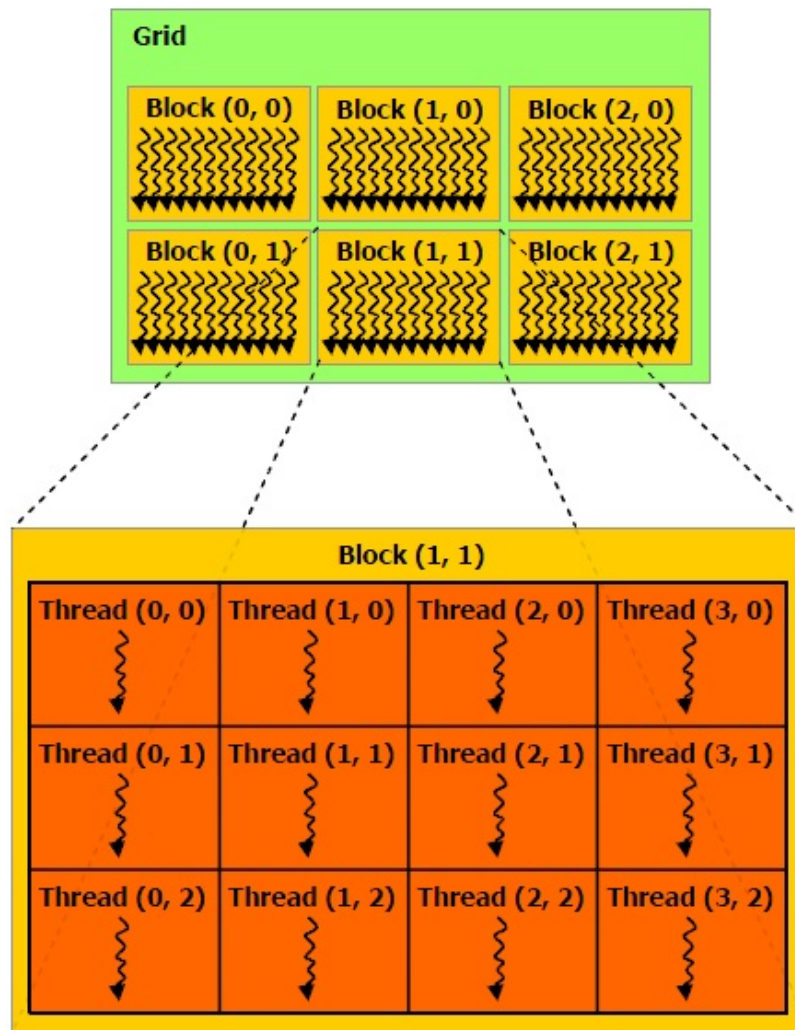 Grid
Block (0, 0) Block (1, 0) Block (2, 0)
Block (0, 1) Block (1, 1) Block (2, 1)
Block (1, 1)
Thread (0, 0) Thread (1, 0) Thread (2, 0) Thread (3, 0)
Thread (0, 1) Thread (1, 1) Thread (2, 1) Thread (3, 1)
Thread (0, 2) Thread (1, 2) Thread (2, 2) Thread (3, 2)